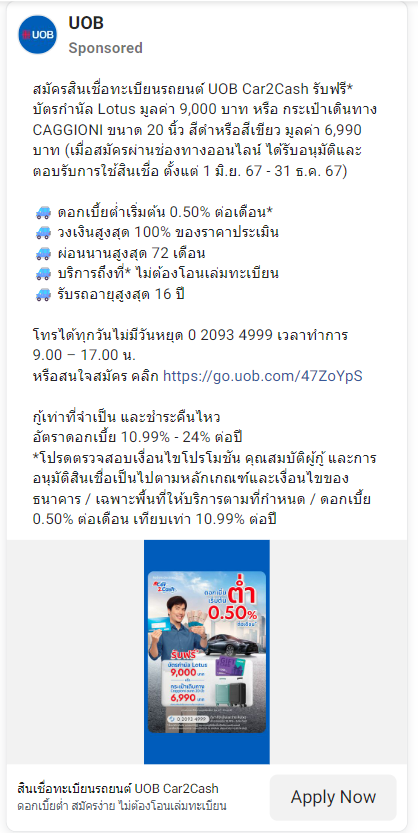 UOB
UOB
Sponsored
สมัครสินเชื่อทะเบียนรถยนต์ UOB Car2Cash รับฟรี*
บัตรกำนัล Lotus มูลค่า 9,000 บาท หรือ กระเป๋าเดินทาง
CAGGIONI ขนาด 20 นิ้ว สีดำหรือสีเขียว มูลค่า 6,990
บาท (เมื่อสมัครผ่านช่องทางออนไลน์ ได้รับอนุมัติและ
ตอบรับการใช้สินเชื่อ ตั้งแต่ 1 มิ.ย. 67 - 31 ธ.ค. 67)
ดอกเบี้ยต่ำเริ่มต้น 0.50% ต่อเดือน*
วงเงินสูงสุด 100% ของราคาประเมิน
ผ่อนนานสูงสุด 72 เดือน
บริการถึงที่* ไม่ต้องโอนเล่มทะเบียน
รับรถอายุสูงสุด 16 ปี
โทรได้ทุกวันไม่มีวันหยุด 0 2093 4999 เวลาทำการ
9.00 – 17.00 น.
หรือสนใจสมัคร คลิก https://go.uob.com/47ZoYpS
กู้เท่าที่จำเป็น และชำระคืนไหว
อัตราดอกเบี้ย 10.99% - 24% ต่อปี
*โปรดตรวจสอบเงื่อนไขโปรโมชัน คุณสมบัติผู้กู้ และการ
อนุมัติสินเชื่อเป็นไปตามหลักเกณฑ์และเงื่อนไขของ
ธนาคาร / เฉพาะพื้นที่ให้บริการตามที่กำหนด / ดอกเบี้ย
0.50% ต่อเดือน เทียบเท่า 10.99% ต่อปี
2Cash
ดอกเบี้ย
เริ่มต้น
ต่ำ
0.50%
ต่อเดือน
รับฟรี*
บัตรกำนัล Lotus
9,000 บาท
หรือ
กระเป๋าเดินทาง
6,990 บาท
0 2093 4999
สินเชื่อทะเบียนรถยนต์ UOB Car2Cash
ดอกเบี้ยต่ำ สมัครง่าย ไม่ต้องโอนเล่มทะเบียน
Apply Now